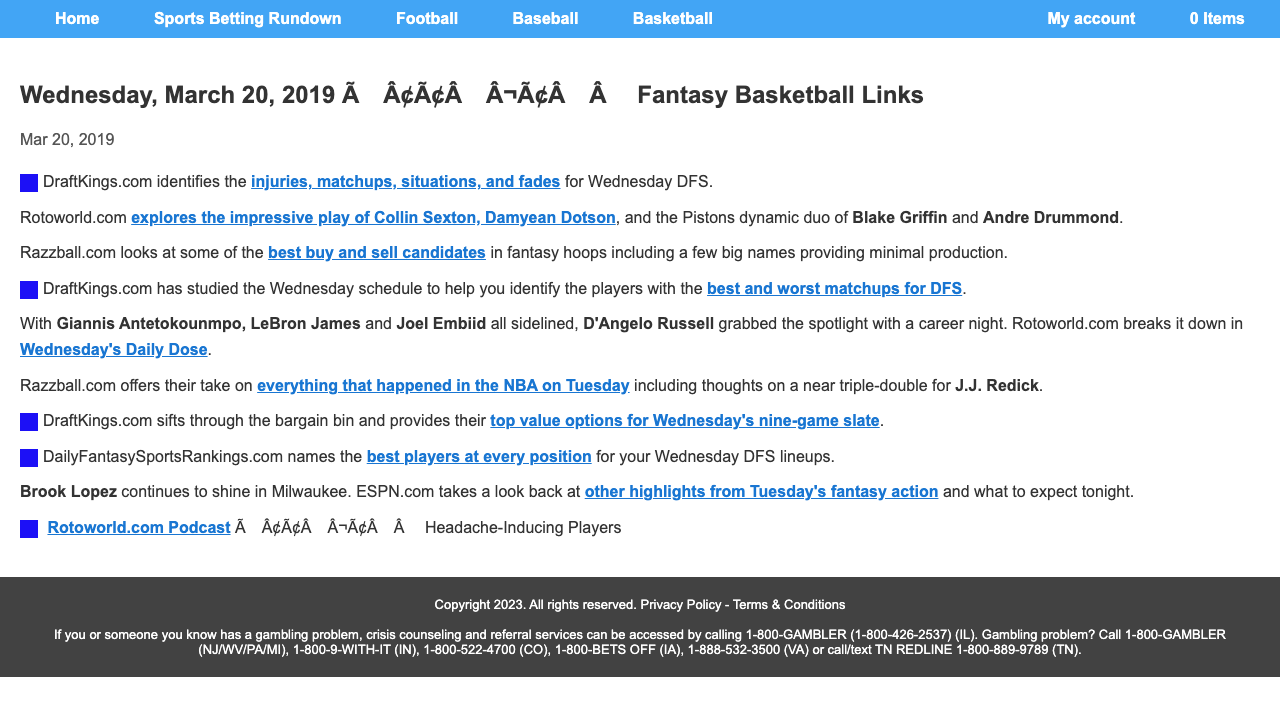 Home Sports Betting Rundown Football Baseball Basketball My account 0 Items
Wednesday, March 20, 2019 Ã Â¢Ã¢Â Â¬Ã¢Â Â Fantasy Basketball Links
Mar 20, 2019
DraftKings.com identifies the injuries, matchups, situations, and fades for Wednesday DFS.
Rotoworld.com explores the impressive play of Collin Sexton, Damyean Dotson, and the Pistons dynamic duo of Blake Griffin and Andre Drummond.
Razzball.com looks at some of the best buy and sell candidates in fantasy hoops including a few big names providing minimal production.
DraftKings.com has studied the Wednesday schedule to help you identify the players with the best and worst matchups for DFS.
With Giannis Antetokounmpo, LeBron James and Joel Embiid all sidelined, D'Angelo Russell grabbed the spotlight with a career night. Rotoworld.com breaks it down in
Wednesday's Daily Dose.
Razzball.com offers their take on everything that happened in the NBA on Tuesday including thoughts on a near triple-double for J.J. Redick.
DraftKings.com sifts through the bargain bin and provides their top value options for Wednesday's nine-game slate.
DailyFantasySportsRankings.com names the best players at every position for your Wednesday DFS lineups.
Brook Lopez continues to shine in Milwaukee. ESPN.com takes a look back at other highlights from Tuesday's fantasy action and what to expect tonight.
Rotoworld.com Podcast Ã Â¢Ã¢Â Â¬Ã¢Â Â Headache-Inducing Players
Copyright 2023. All rights reserved. Privacy Policy - Terms & Conditions
If you or someone you know has a gambling problem, crisis counseling and referral services can be accessed by calling 1-800-GAMBLER (1-800-426-2537) (IL). Gambling problem? Call 1-800-GAMBLER
(NJ/WV/PA/MI), 1-800-9-WITH-IT (IN), 1-800-522-4700 (CO), 1-800-BETS OFF (IA), 1-888-532-3500 (VA) or call/text TN REDLINE 1-800-889-9789 (TN).